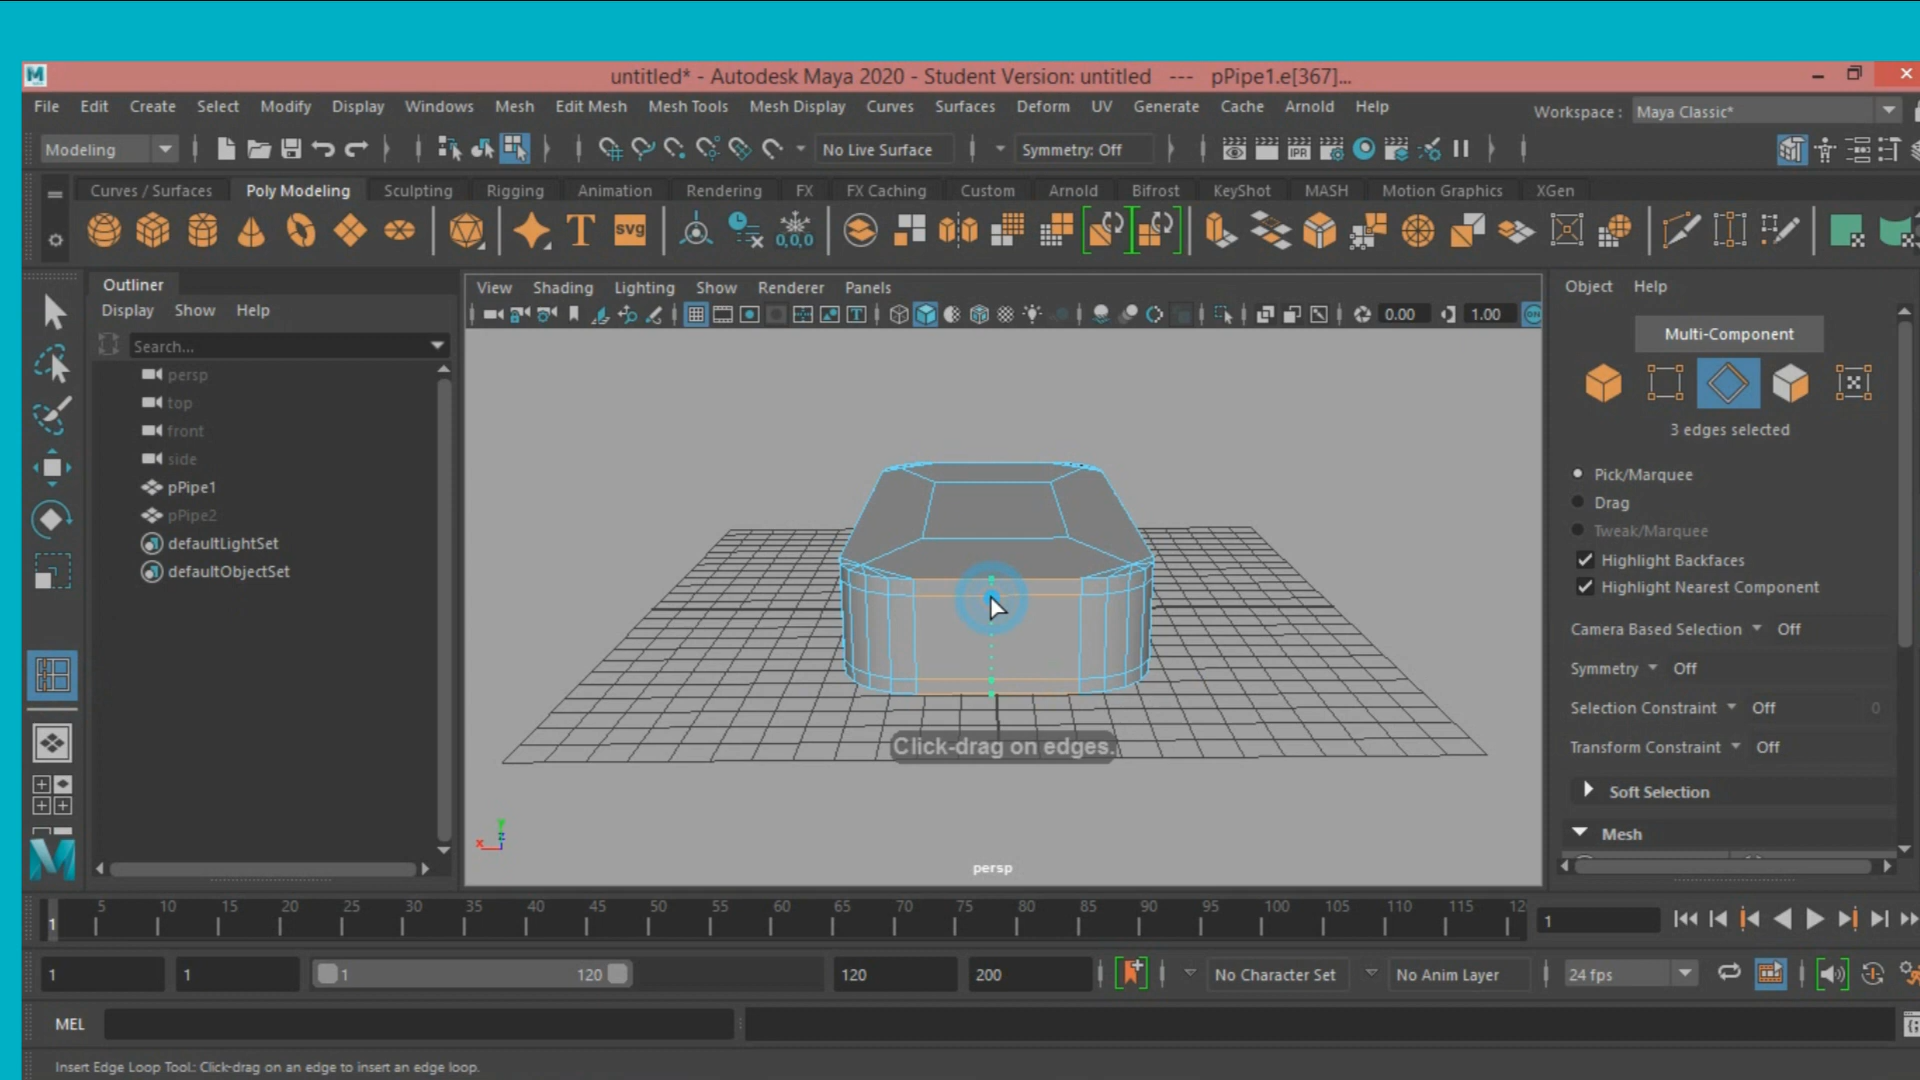 untitled* - Autodesk Maya 2020 - Student Version: untitled --- pPipe1.e[367]...
File Edit Create Select Modify Display Windows Mesh Edit Mesh Mesh Tools Mesh Display Curves Surfaces Deform UV Generate Cache Arnold Help
Workspace : Maya Classic*
Modeling No Live Surface Symmetry: Off IPR
Curves / Surfaces Poly Modeling Sculpting Rigging Animation Rendering FX FX Caching Custom Arnold Bifrost KeyShot MASH Motion Graphics XGen
T svg 0,0,0
Outliner
Display Show Help
Search...
persp
top
front
side
pPipe1
pPipe2
defaultLightSet
defaultObjectSet
View Shading Lighting Show Renderer Panels
0.00 1.00 ON
Click-drag on edges.
x y z
persp
Object Help
Multi-Component
3 edges selected
Pick/Marquee
Drag
Tweak/Marquee
Highlight Backfaces
Highlight Nearest Component
Camera Based Selection Off
Symmetry Off
Selection Constraint Off 0
Transform Constraint Off
Soft Selection
Mesh
1 5 10 15 20 25 30 35 40 45 50 55 60 65 70 75 80 85 90 95 100 105 110 115 12 1
1 1 1 120 120 200 No Character Set No Anim Layer 24 fps
MEL
Insert Edge Loop Tool: Click-drag on an edge to insert an edge loop.